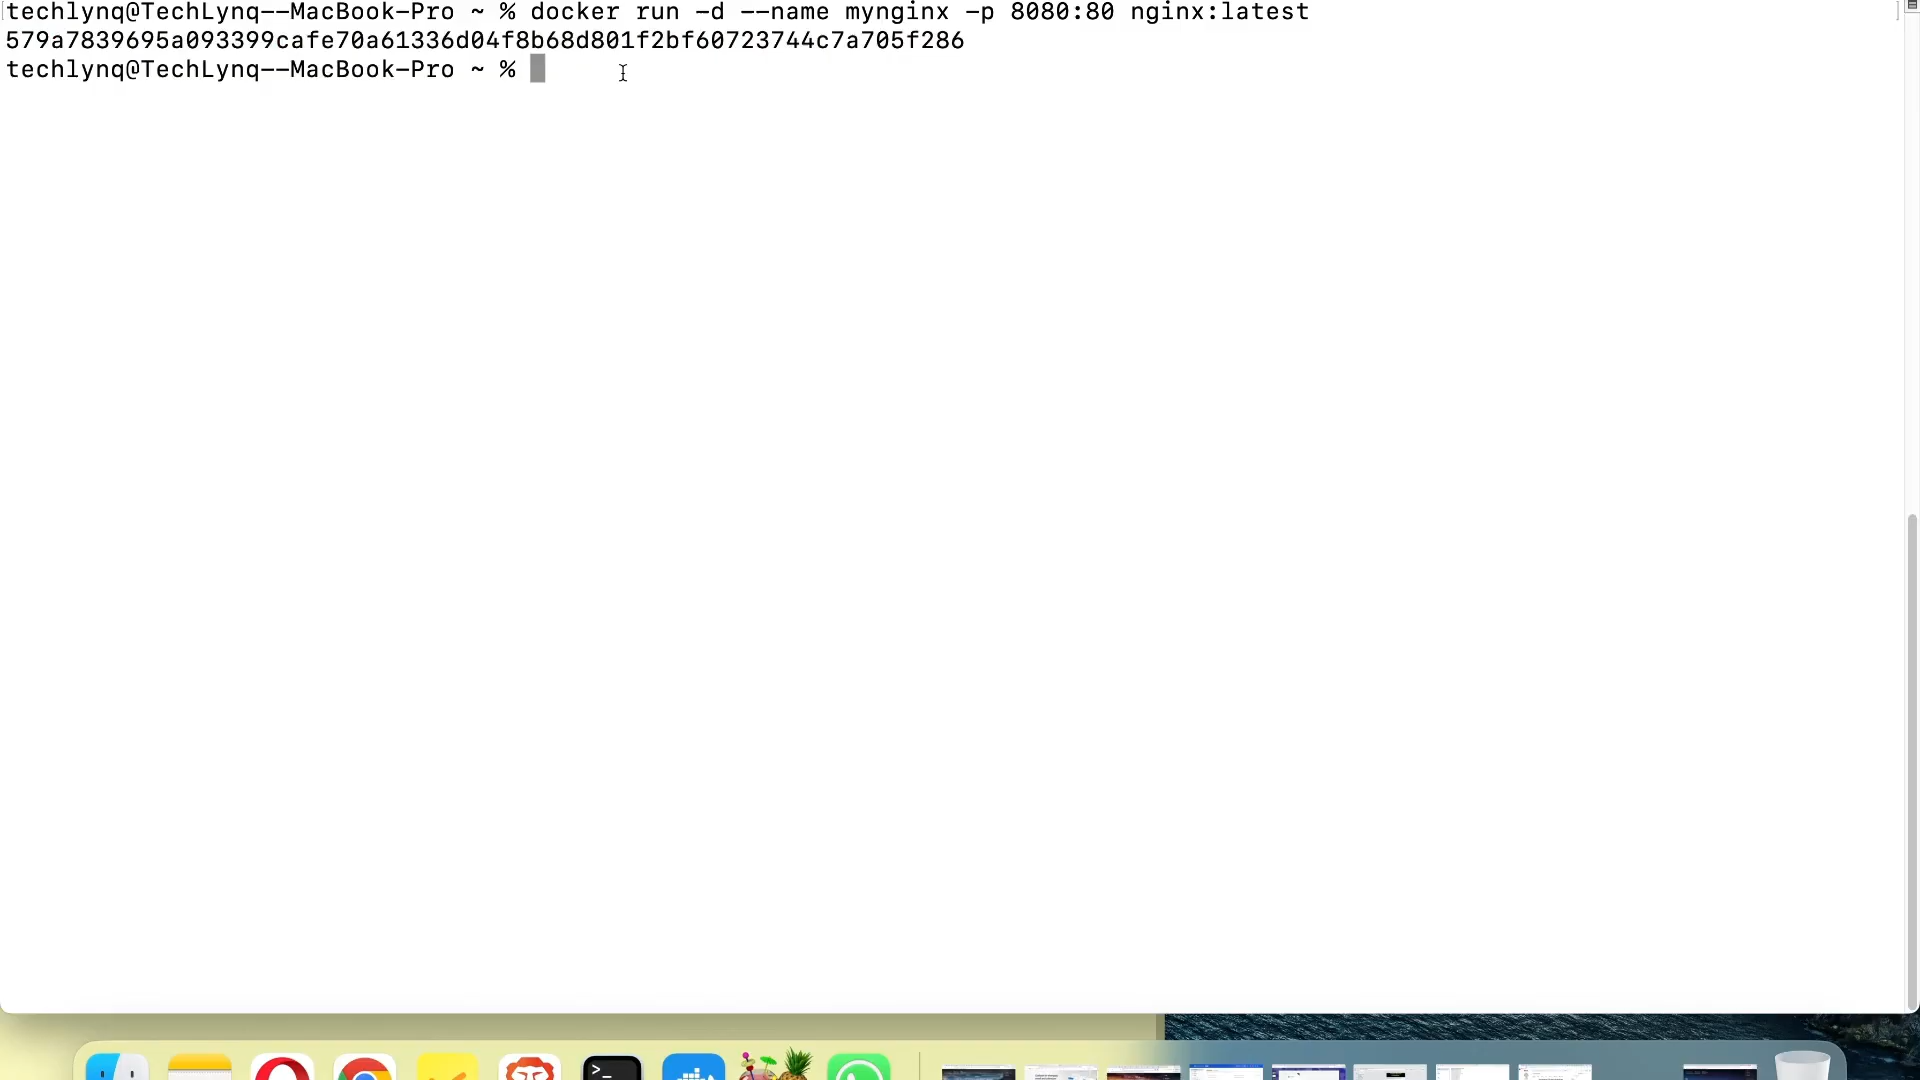 techlynq@TechLynq--MacBook-Pro ~ % docker run -d --name mynginx -p 8080:80 nginx:latest
579a7839695a093399cafe70a61336d04f8b68d801f2bf60723744c7a705f286
techlynq@TechLynq--MacBook-Pro ~ %
>_